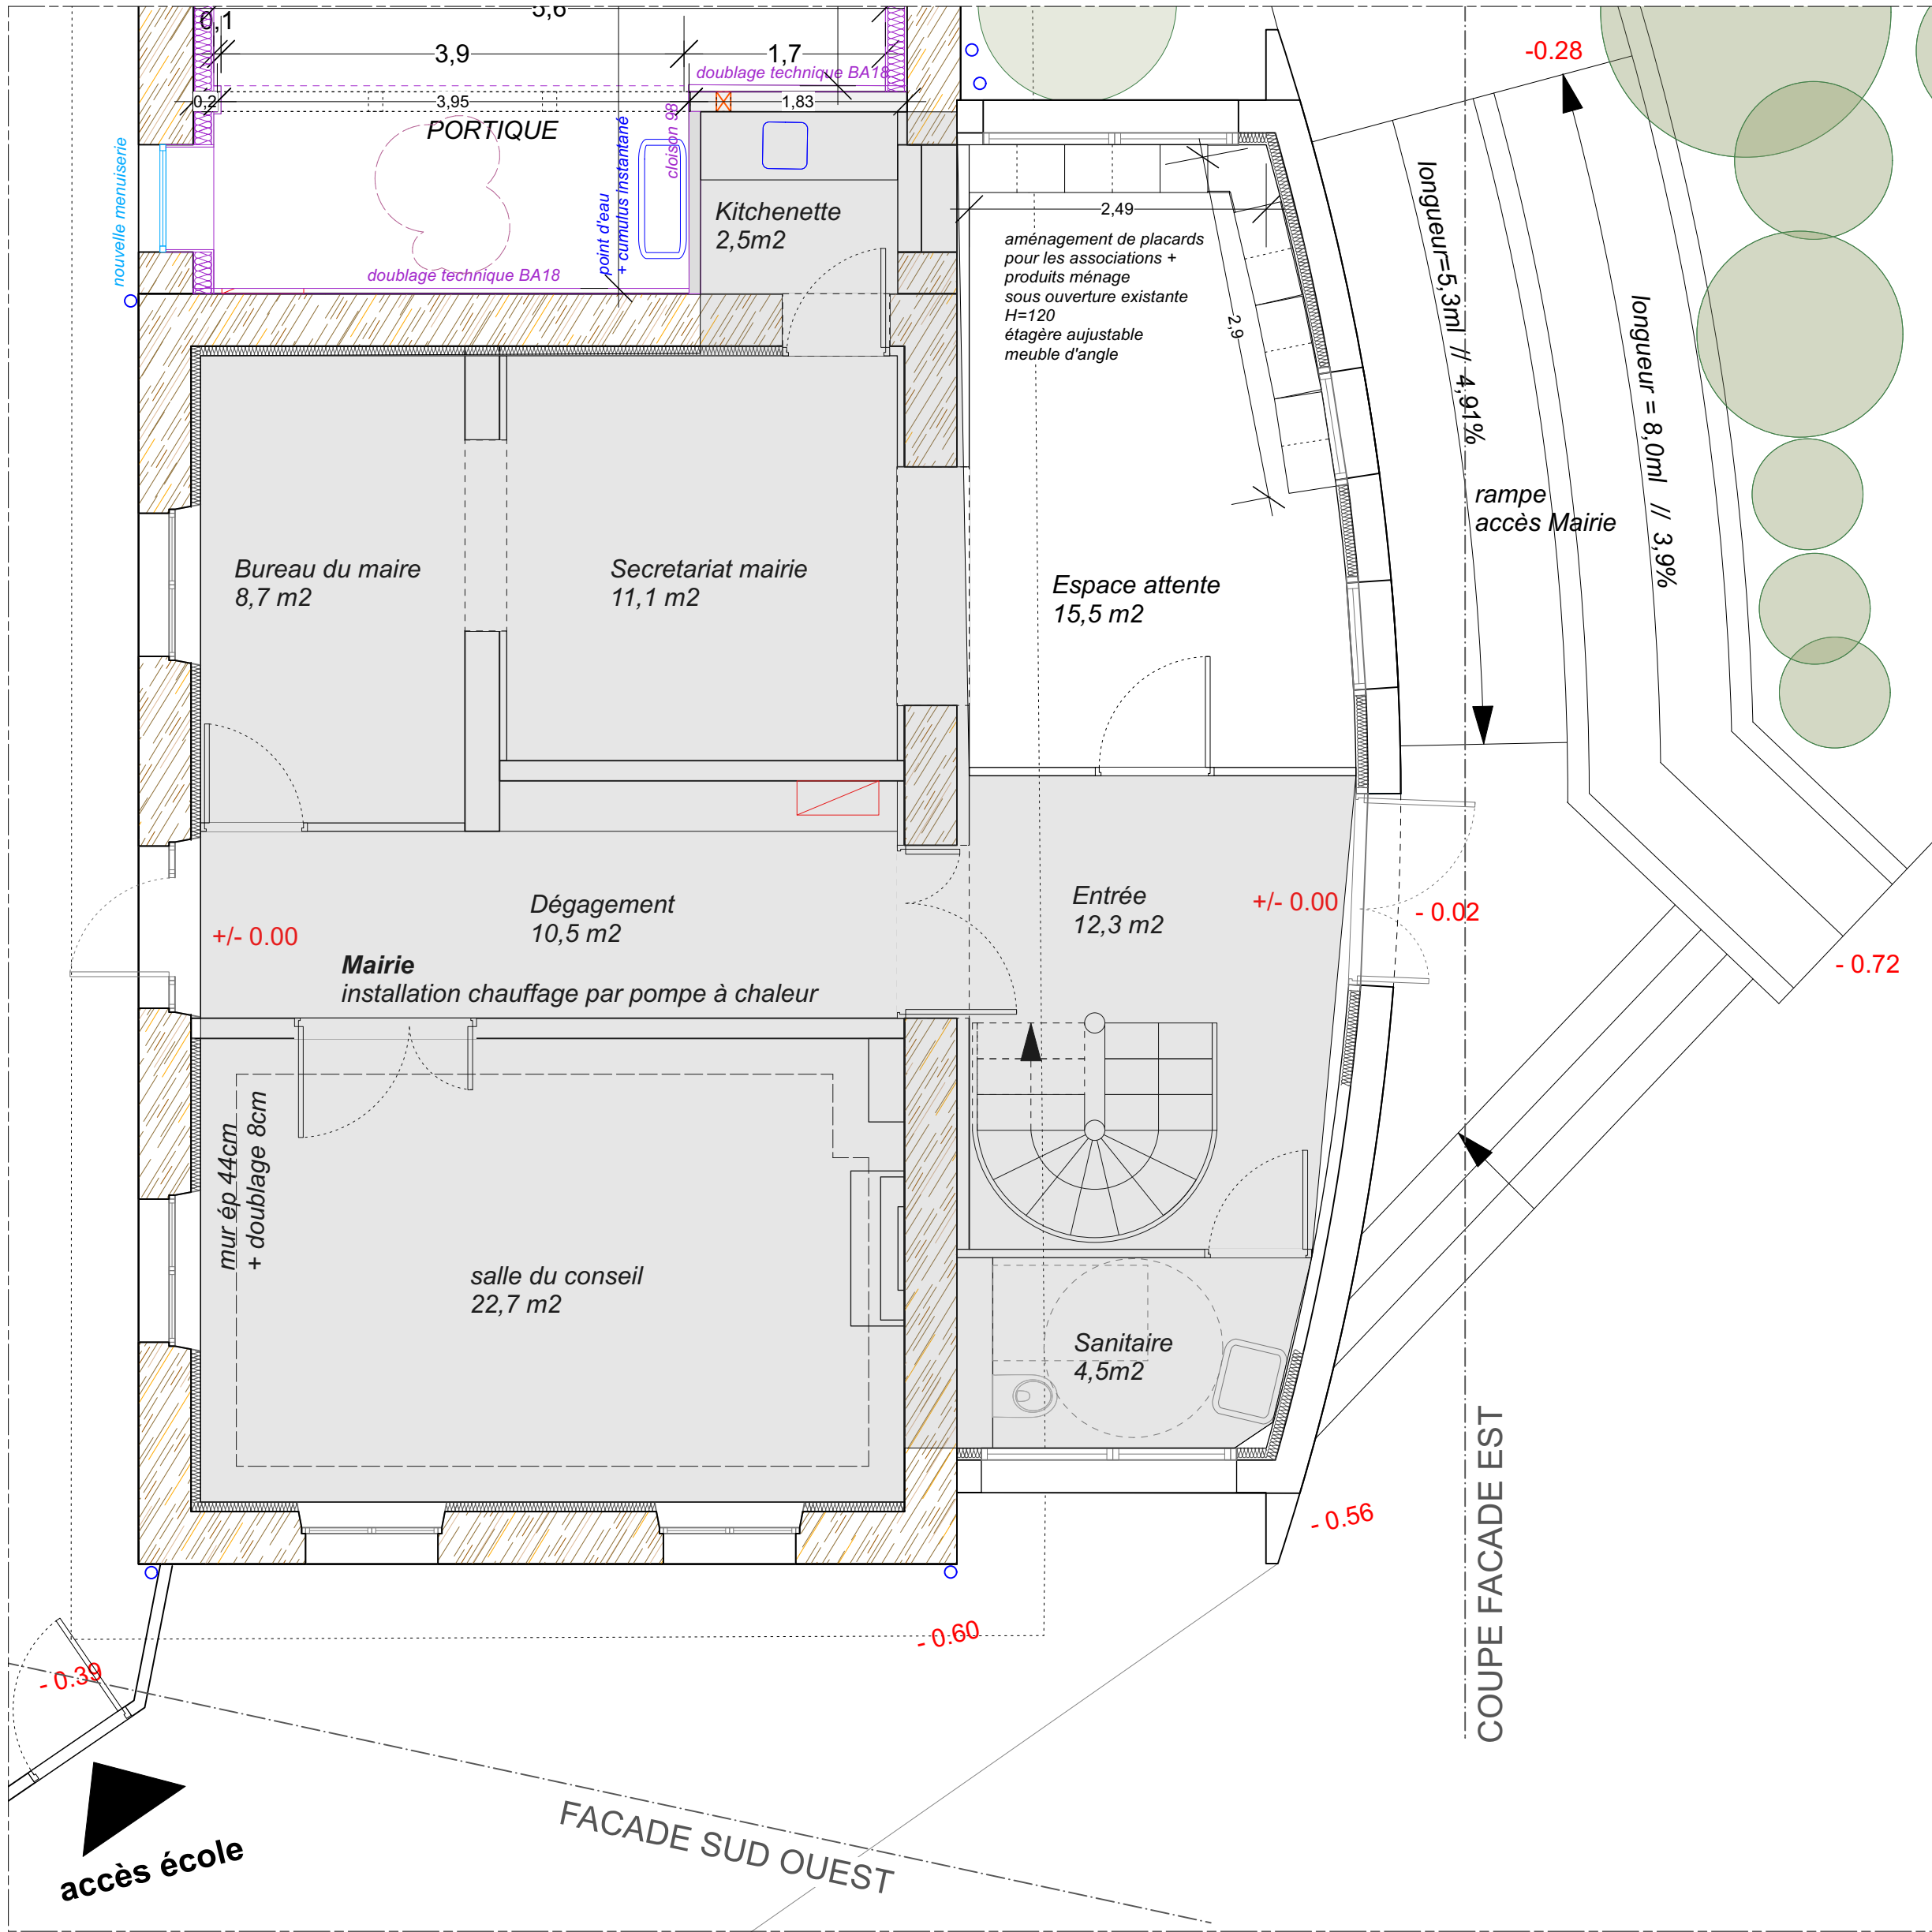 5,6
0,1
3,9
1,7
doublage technique BA18
0,2
3,95
1,83
PORTIQUE
nouvelle menuiserie
point d'eau
+ cumulus instantané
cloison 98
doublage technique BA18
Kitchenette
2,5m2
2,49
aménagement de placards
pour les associations +
produits ménage
sous ouverture existante
H=120
étagère aujustable
meuble d'angle
2,9
-0.28
longueur=5,3ml // 4,91%
longueur = 8,0ml // 3,9%
rampe
accès Mairie
Bureau du maire
8,7 m2
Secretariat mairie
11,1 m2
Espace attente
15,5 m2
Dégagement
10,5 m2
+/- 0.00
Mairie
installation chauffage par pompe à chaleur
Entrée
12,3 m2
+/- 0.00
- 0.02
- 0.72
mur ép 44cm
+ doublage 8cm
salle du conseil
22,7 m2
Sanitaire
4,5m2
- 0.56
- 0.60
- 0.39
COUPE FACADE EST
FACADE SUD OUEST
accès école